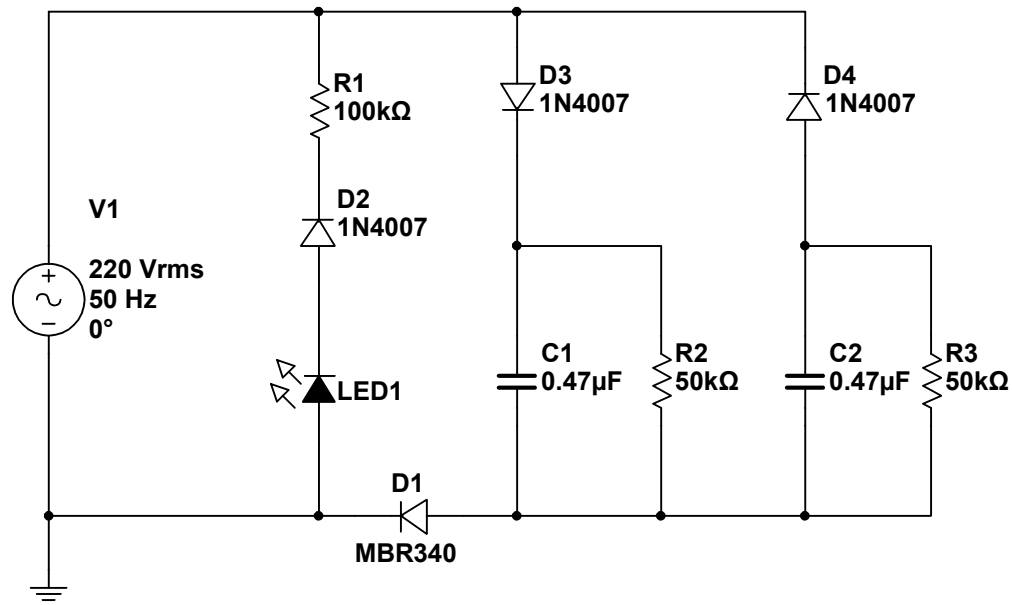 R1
100kΩ
D3
1N4007
D4
1N4007
V1
220 Vrms
50 Hz
0°
D2
1N4007
LED1
C1
0.47µF
R2
50kΩ
C2
0.47µF
R3
50kΩ
D1
MBR340